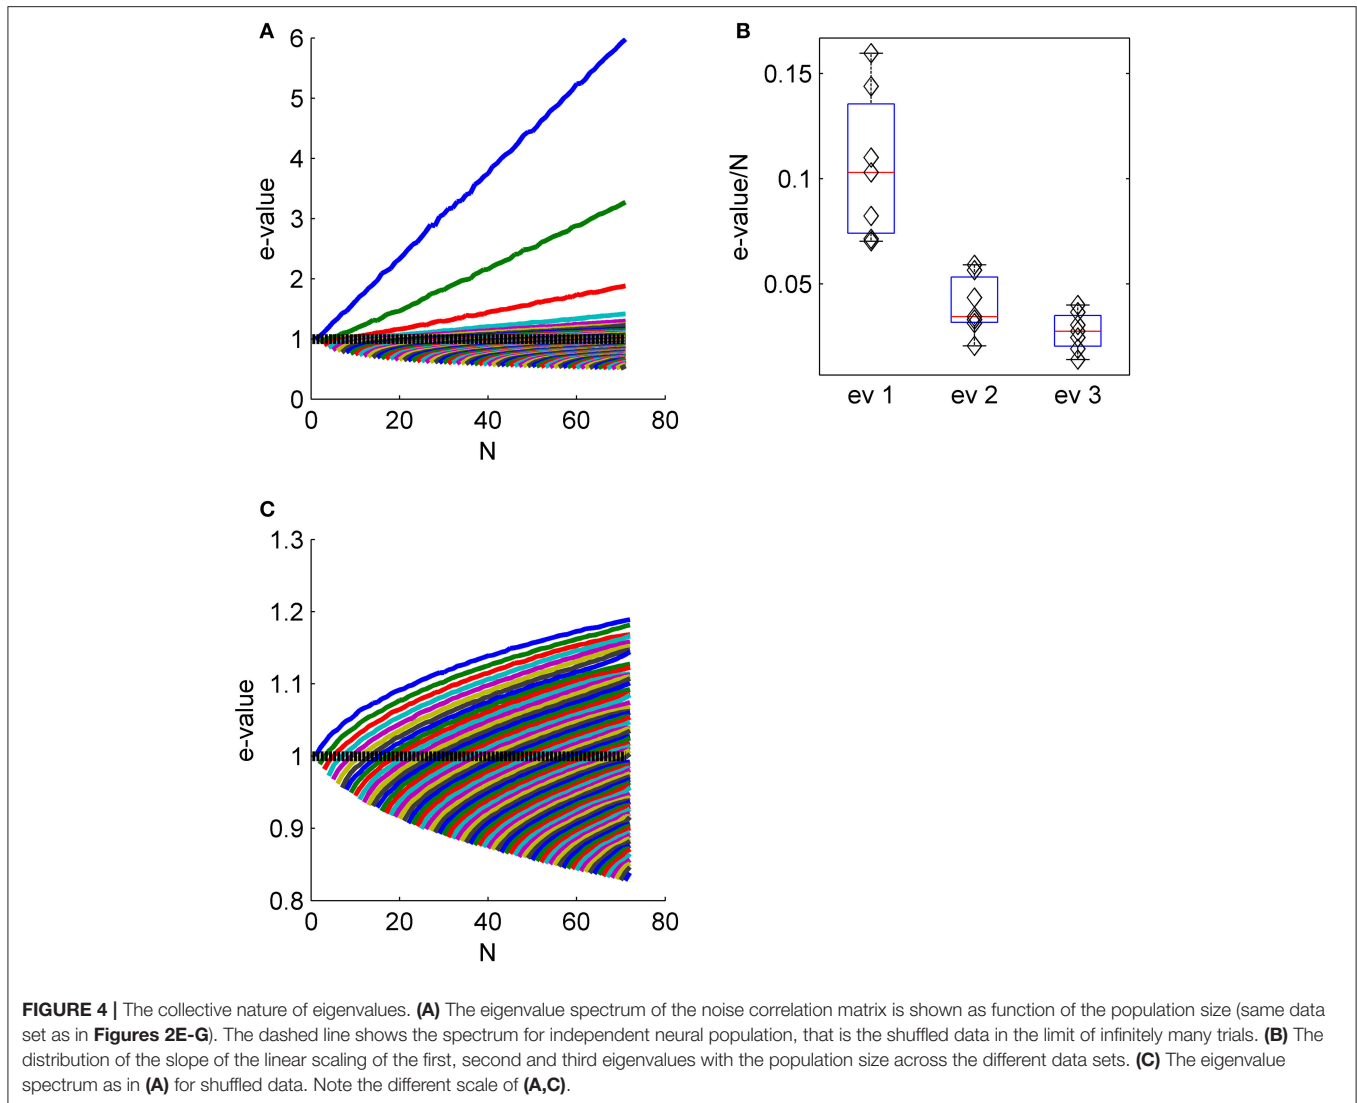 A
6
5
4
3
2
1
0
e-value
0 20 40 60 80
N
B
0.15
0.1
0.05
e-value/N
ev 1 ev 2 ev 3
C
1.3
1.2
1.1
1
0.9
0.8
e-value
0 20 40 60 80
N
FIGURE 4 | The collective nature of eigenvalues. (A) The eigenvalue spectrum of the noise correlation matrix is shown as function of the population size (same data
set as in Figures 2E-G). The dashed line shows the spectrum for independent neural population, that is the shuffled data in the limit of infinitely many trials. (B) The
distribution of the slope of the linear scaling of the first, second and third eigenvalues with the population size across the different data sets. (C) The eigenvalue
spectrum as in (A) for shuffled data. Note the different scale of (A,C).